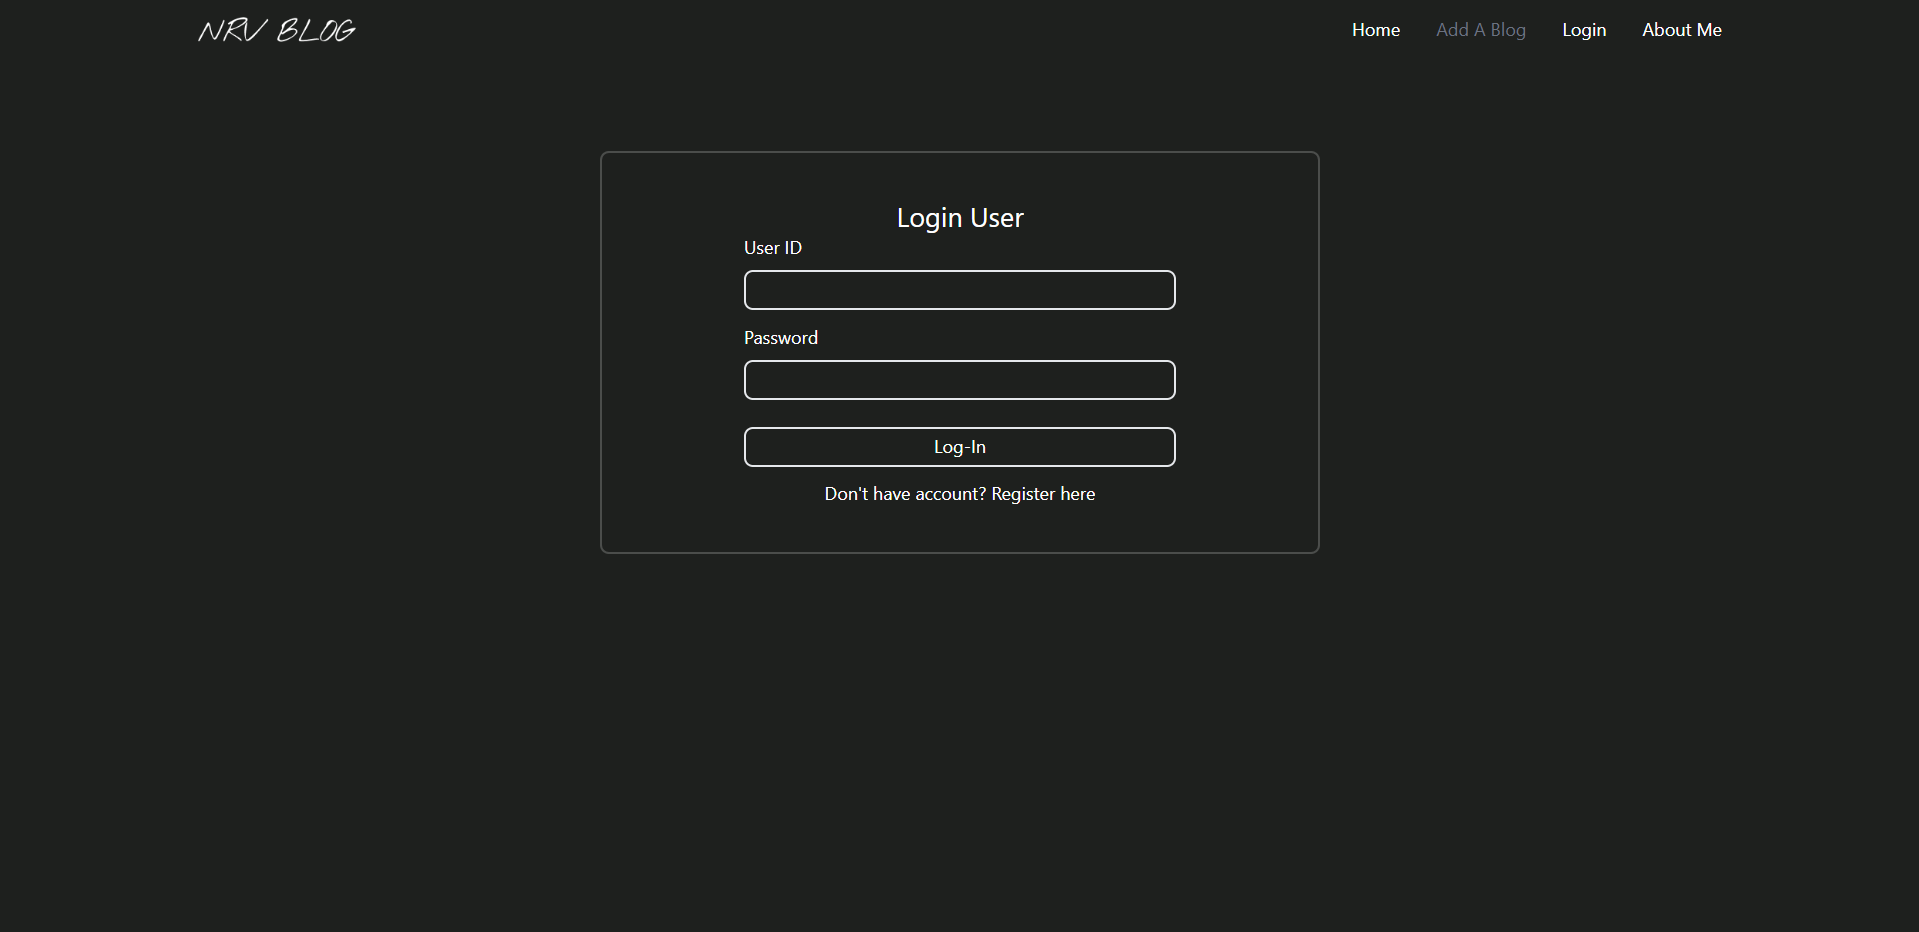 NRV BLOG
Home Add A Blog Login About Me
Login User
User ID
Password
Log-In
Don't have account? Register here